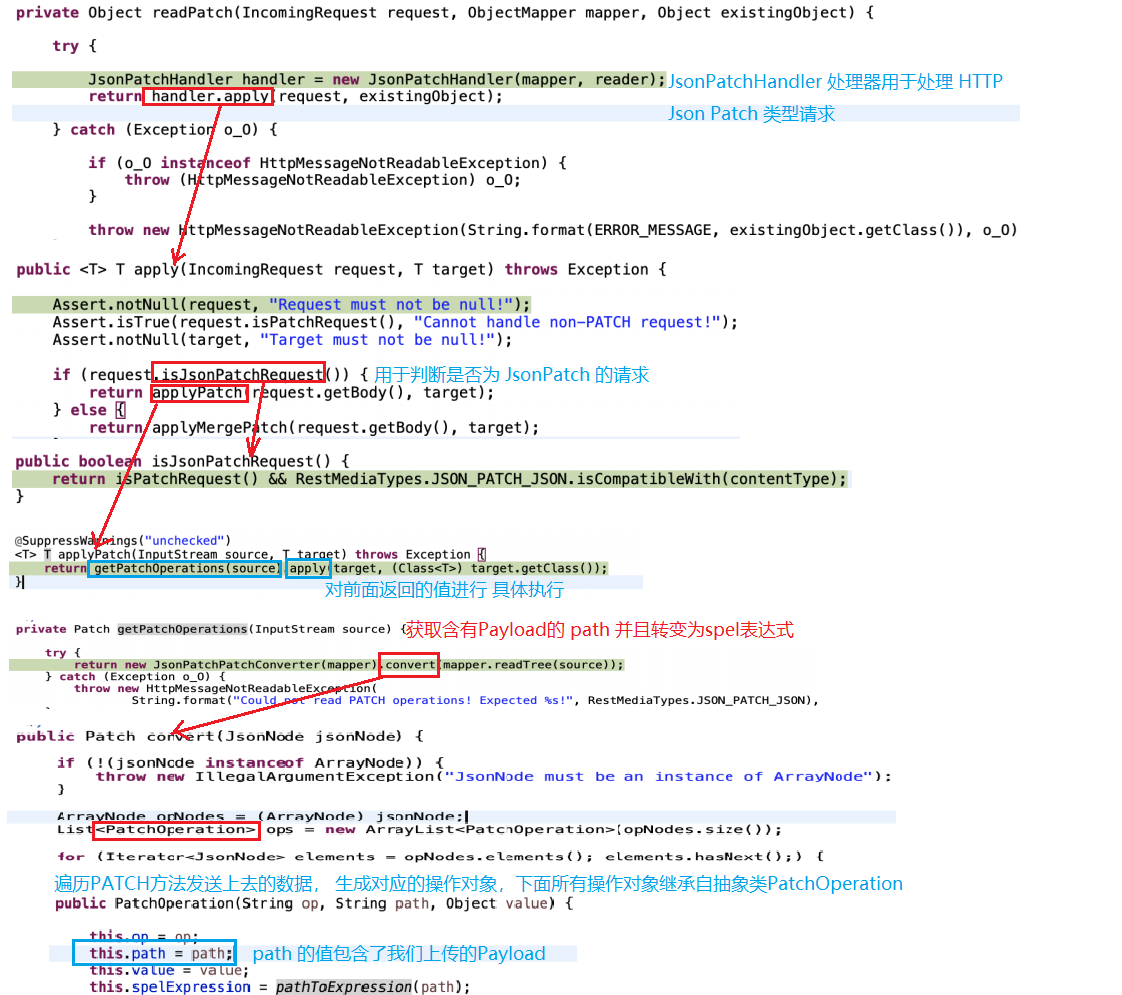 private Object readPatch(IncomingRequest request, ObjectMapper mapper, Object existingObject) {
try {
JsonPatchHandler handler = new JsonPatchHandler(mapper, reader); JsonPatchHandler 处理器用于处理 HTTP
return handler.apply(request, existingObject);
Json Patch 类型请求
} catch (Exception o_O) {
if (o_O instanceof HttpMessageNotReadableException) {
throw (HttpMessageNotReadableException) o_O;
}
throw new HttpMessageNotReadableException(String.format(ERROR_MESSAGE, existingObject.getClass()), o_O)
public <T> T apply(IncomingRequest request, T target) throws Exception {
Assert.notNull(request, "Request must not be null!");
Assert.isTrue(request.isPatchRequest(), "Cannot handle non-PATCH request!");
Assert.notNull(target, "Target must not be null!");
if (request.isJsonPatchRequest()) { 用于判断是否为 JsonPatch 的请求
return applyPatch(request.getBody(), target);
} else {
return applyMergePatch(request.getBody(), target);
public boolean isJsonPatchRequest() {
return isPatchRequest() && RestMediaTypes.JSON_PATCH_JSON.isCompatibleWith(contentType);
}
@SuppressWarnings("unchecked")
<T> T applyPatch(InputStream source, T target) throws Exception {
return getPatchOperations(source).apply(target, (Class<T>) target.getClass());
}
对前面返回的值进行 具体执行
private Patch getPatchOperations(InputStream source) { 获取含有Payload的 path 并且转变为spel表达式
try {
return new JsonPatchPatchConverter(mapper).convert(mapper.readTree(source));
} catch (Exception o_O) {
throw new HttpMessageNotReadableException(
String.format("Could not read PATCH operations! Expected %s!", RestMediaTypes.JSON_PATCH_JSON),
public Patch convert(JsonNode jsonNode) {
if (!(jsonNode instanceof ArrayNode)) {
throw new IllegalArgumentException("JsonNode must be an instance of ArrayNode");
}
ArrayNode opNodes = (ArrayNode) jsonNode;
List<PatchOperation> ops = new ArrayList<PatchOperation>(opNodes.size());
for (Iterator<JsonNode> elements = opNodes.elements(); elements.hasNext();) {
遍历PATCH方法发送上去的数据， 生成对应的操作对象，下面所有操作对象继承自抽象类PatchOperation
public PatchOperation(String op, String path, Object value) {
this.op = op;
this.path = path; path 的值包含了我们上传的Payload
this.value = value;
this.spelExpression = pathToExpression(path);